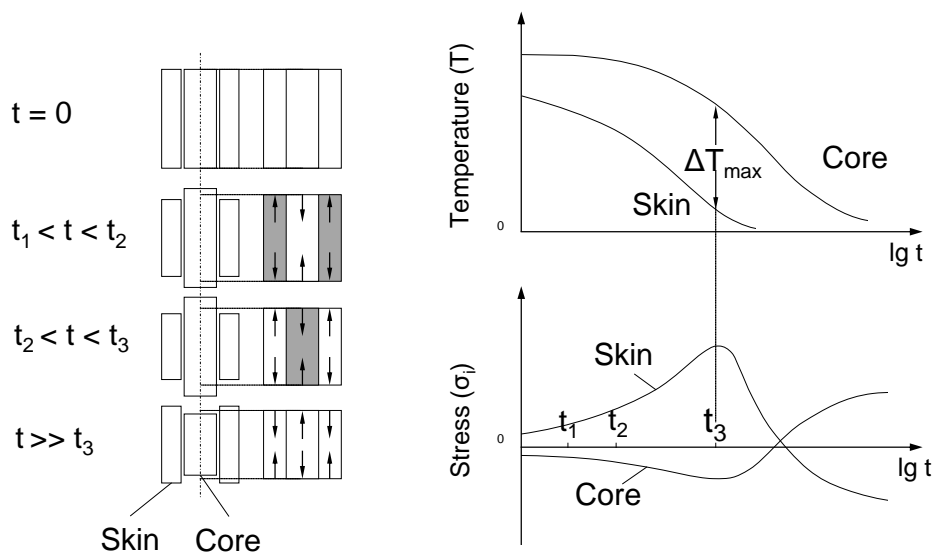 t = 0
t₁ < t < t₂
t₂ < t < t₃
t >> t₃
Skin
Core
Temperature (T)
0
ΔTmax
Skin
Core
lg t
Stress (σᵢ)
0
Skin
t₁
t₂
t₃
Core
lg t